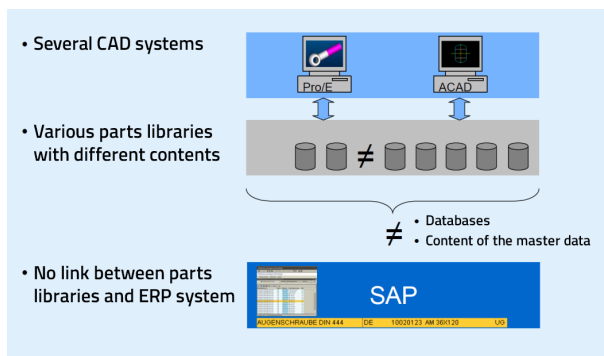 • Several CAD systems
Pro/E
ACAD
• Various parts libraries
with different contents
≠
≠
• Databases
• Content of the master data
• No link between parts
libraries and ERP system
SAP
AUGENSCHRAUBE DIN 444 DE 10020123 AM 36X120 UG